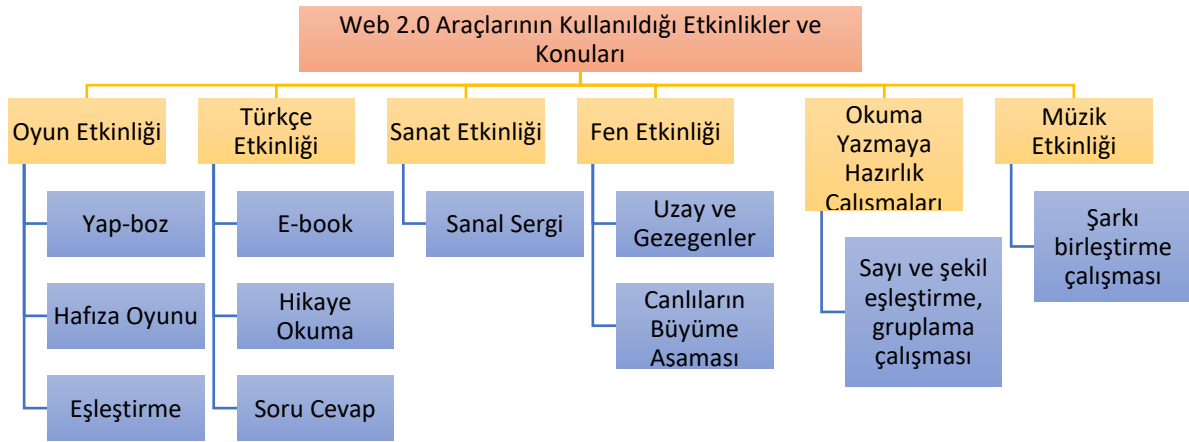 Web 2.0 Araçlarının Kullanıldığı Etkinlikler ve
Konuları
Oyun Etkinliği
Yap-boz
Hafıza Oyunu
Eşleştirme
Türkçe
Etkinliği
E-book
Hikaye
Okuma
Soru Cevap
Sanat Etkinliği
Sanal Sergi
Fen Etkinliği
Uzay ve
Gezegenler
Canlıların
Büyüme
Aşaması
Okuma
Yazmaya
Hazırlık
Çalışmaları
Sayı ve şekil
eşleştirme,
gruplama
çalışması
Müzik
Etkinliği
Şarkı
birleştirme
çalışması